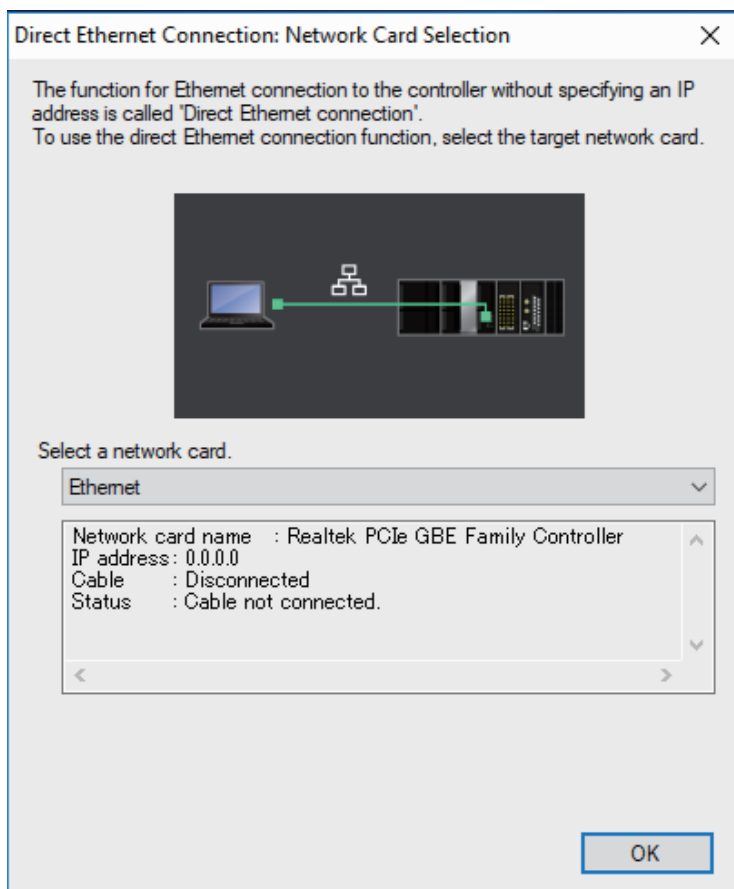 Direct Ethernet Connection: Network Card Selection
The function for Ethernet connection to the controller without specifying an IP
address is called 'Direct Ethernet connection'.
To use the direct Ethernet connection function, select the target network card.
Select a network card.
Ethernet
Network card name : Realtek PCIe GBE Family Controller
IP address : 0.0.0.0
Cable : Disconnected
Status : Cable not connected.
OK